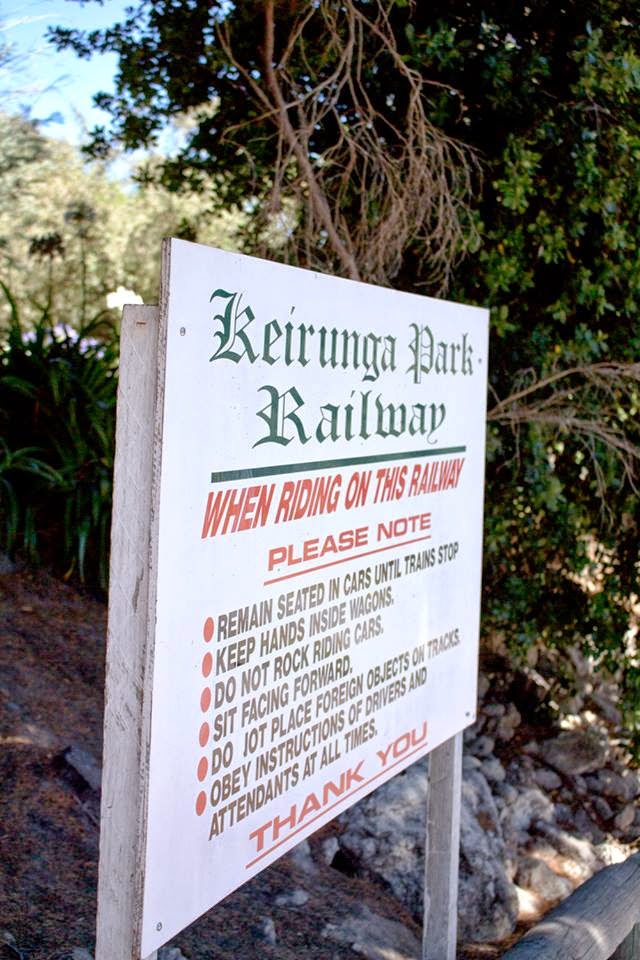 Keirunga Park
Railway
WHEN RIDING ON THIS RAILWAY
PLEASE NOTE
REMAIN SEATED IN CARS UNTIL TRAINS STOP
KEEP HANDS INSIDE WAGONS.
DO NOT ROCK RIDING CARS.
SIT FACING FORWARD.
DO JOT PLACE FOREIGN OBJECTS ON TRACKS.
OBEY INSTRUCTIONS OF DRIVERS AND
ATTENDANTS AT ALL TIMES.
THANK YOU